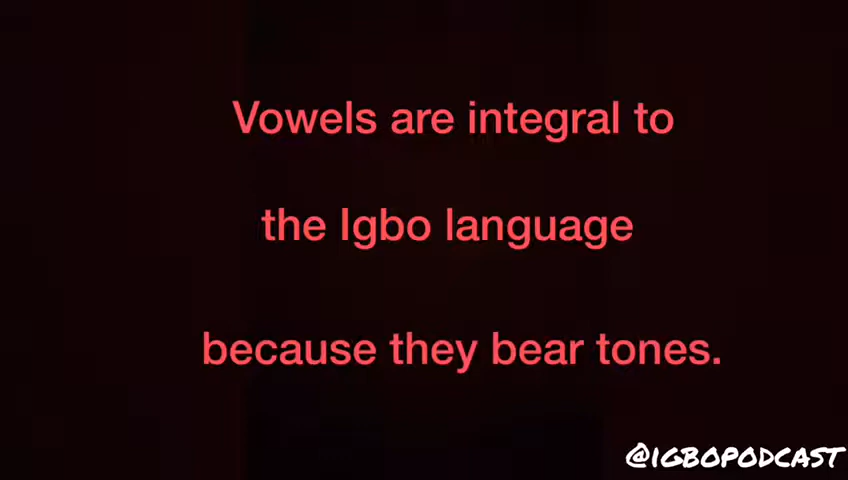 Vowels are integral to
the Igbo language
because they bear tones.
@IGBOPODCAST